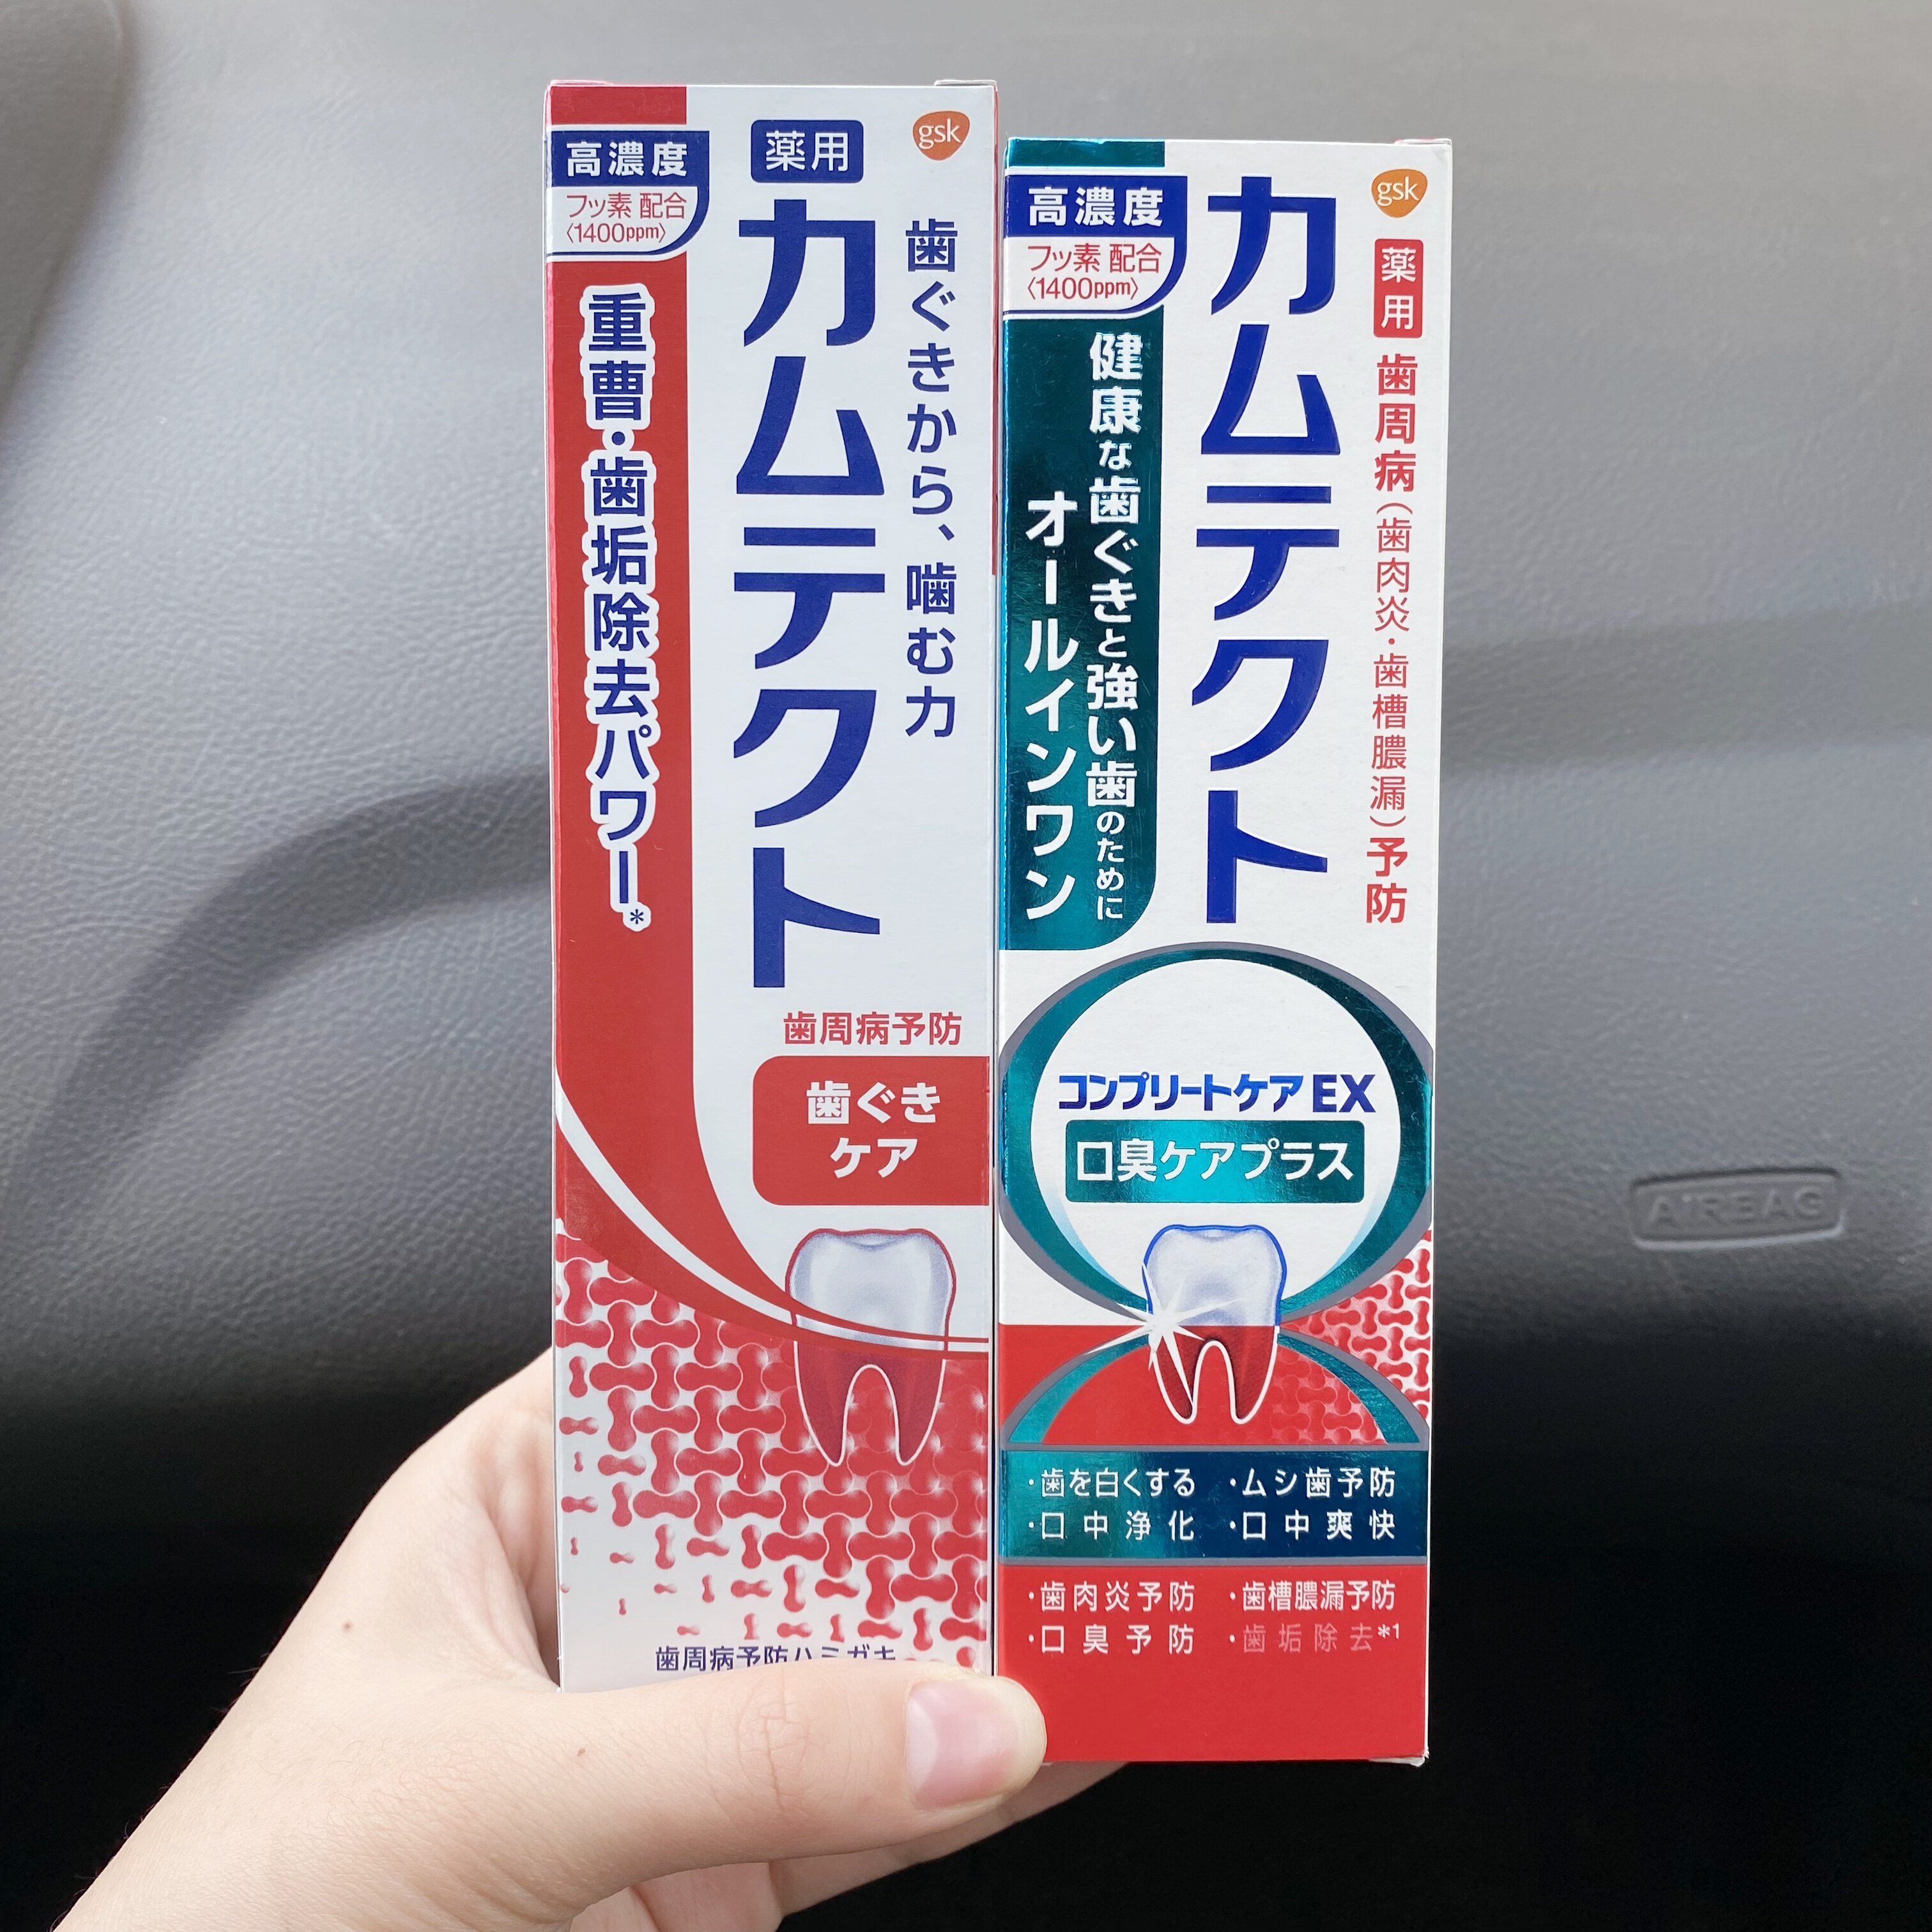 高濃度
フッ素 配合
〈1400ppm〉
重曹・歯垢除去パワー*
薬用
カムテクト
gsk
歯ぐきから、噛む力
歯周病予防
歯ぐき
ケア
歯周病予防ハミガキ
高濃度
フッ素 配合
〈1400ppm〉
健康な歯ぐきと強い歯のために
オールインワン
カムテクト
gsk
薬用
歯周病(歯肉炎・歯槽膿漏)予防
コンプリートケアEX
口臭ケアプラス
・歯を白くする ・ムシ歯予防
・口中浄化 ・口中爽快
・歯肉炎予防 ・歯槽膿漏予防
・口臭予防 ・歯垢除去*1
AIRBAG